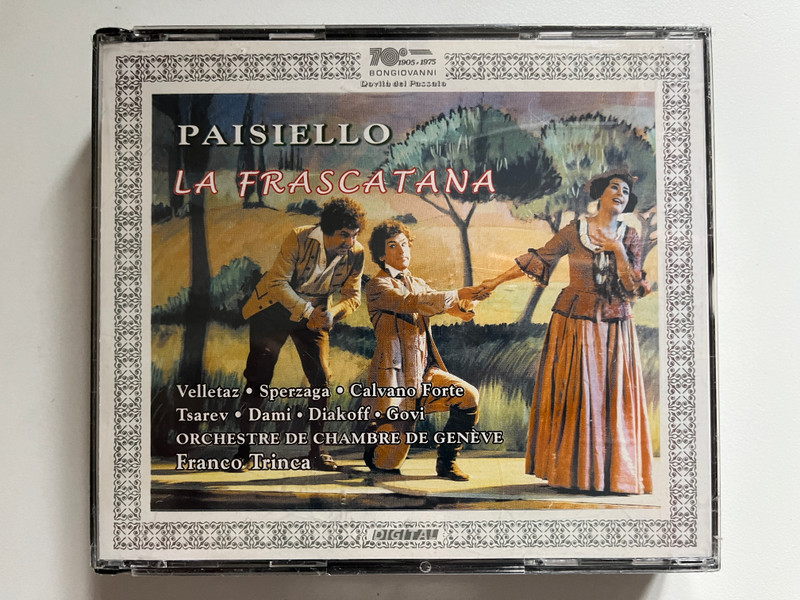 70°
1905 • 1975
BONGIOVANNI
Novità del Passato
PAISIELLO
LA FRASCATANA
Velletaz • Sperzaga • Calvano Forte
Tsarev • Dami • Diakoff • Govi
ORCHESTRE DE CHAMBRE DE GENÈVE
Franco Trinca
DIGITAL